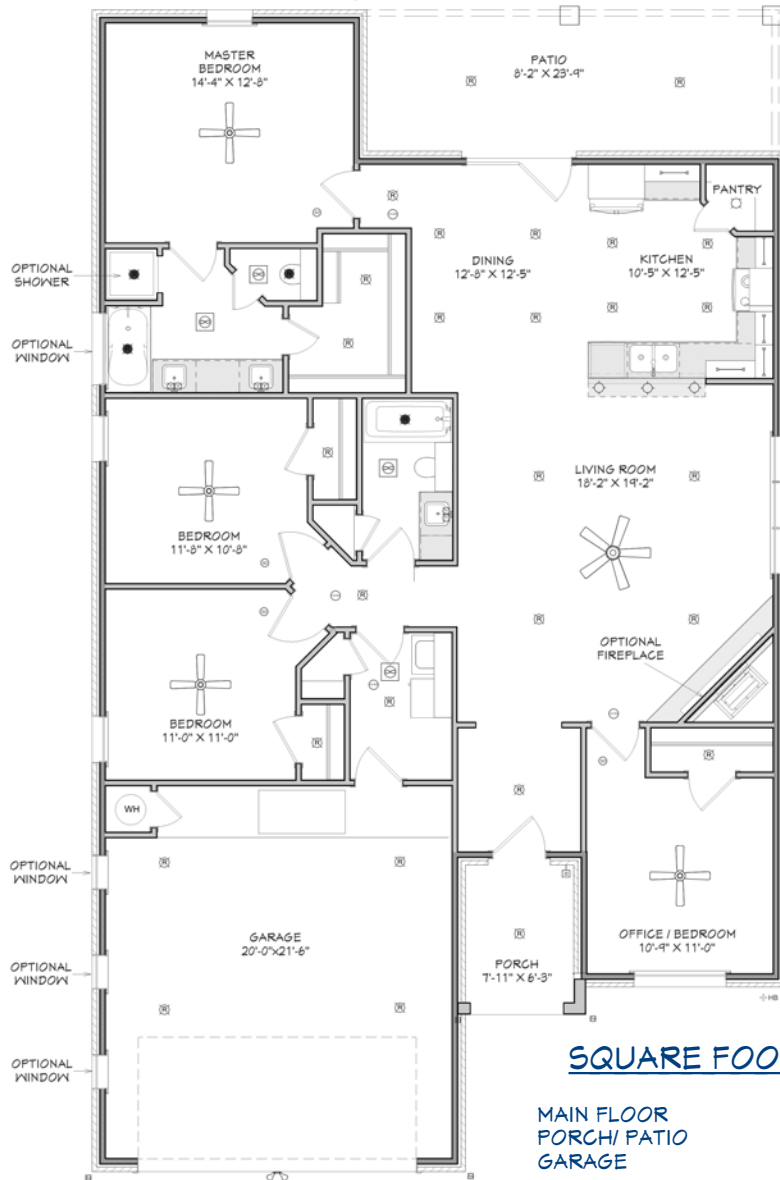 MASTER
BEDROOM
14'-4" X 12'-8"
PATIO
8'-2" X 23'-9"
PANTRY
OPTIONAL
SHOWER
DINING
12'-8" X 12'-5"
KITCHEN
10'-5" X 12'-5"
OPTIONAL
WINDOW
LIVING ROOM
18'-2" X 19'-2"
BEDROOM
11'-8" X 10'-8"
OPTIONAL
FIREPLACE
BEDROOM
11'-0" X 11'-0"
WH
OPTIONAL
WINDOW
GARAGE
20'-0"x21'-6"
OFFICE / BEDROOM
10'-9" X 11'-0"
OPTIONAL
WINDOW
PORCH
7'-11" X 6'-3"
HB
OPTIONAL
WINDOW
SQUARE FOO
MAIN FLOOR
PORCH/ PATIO
GARAGE